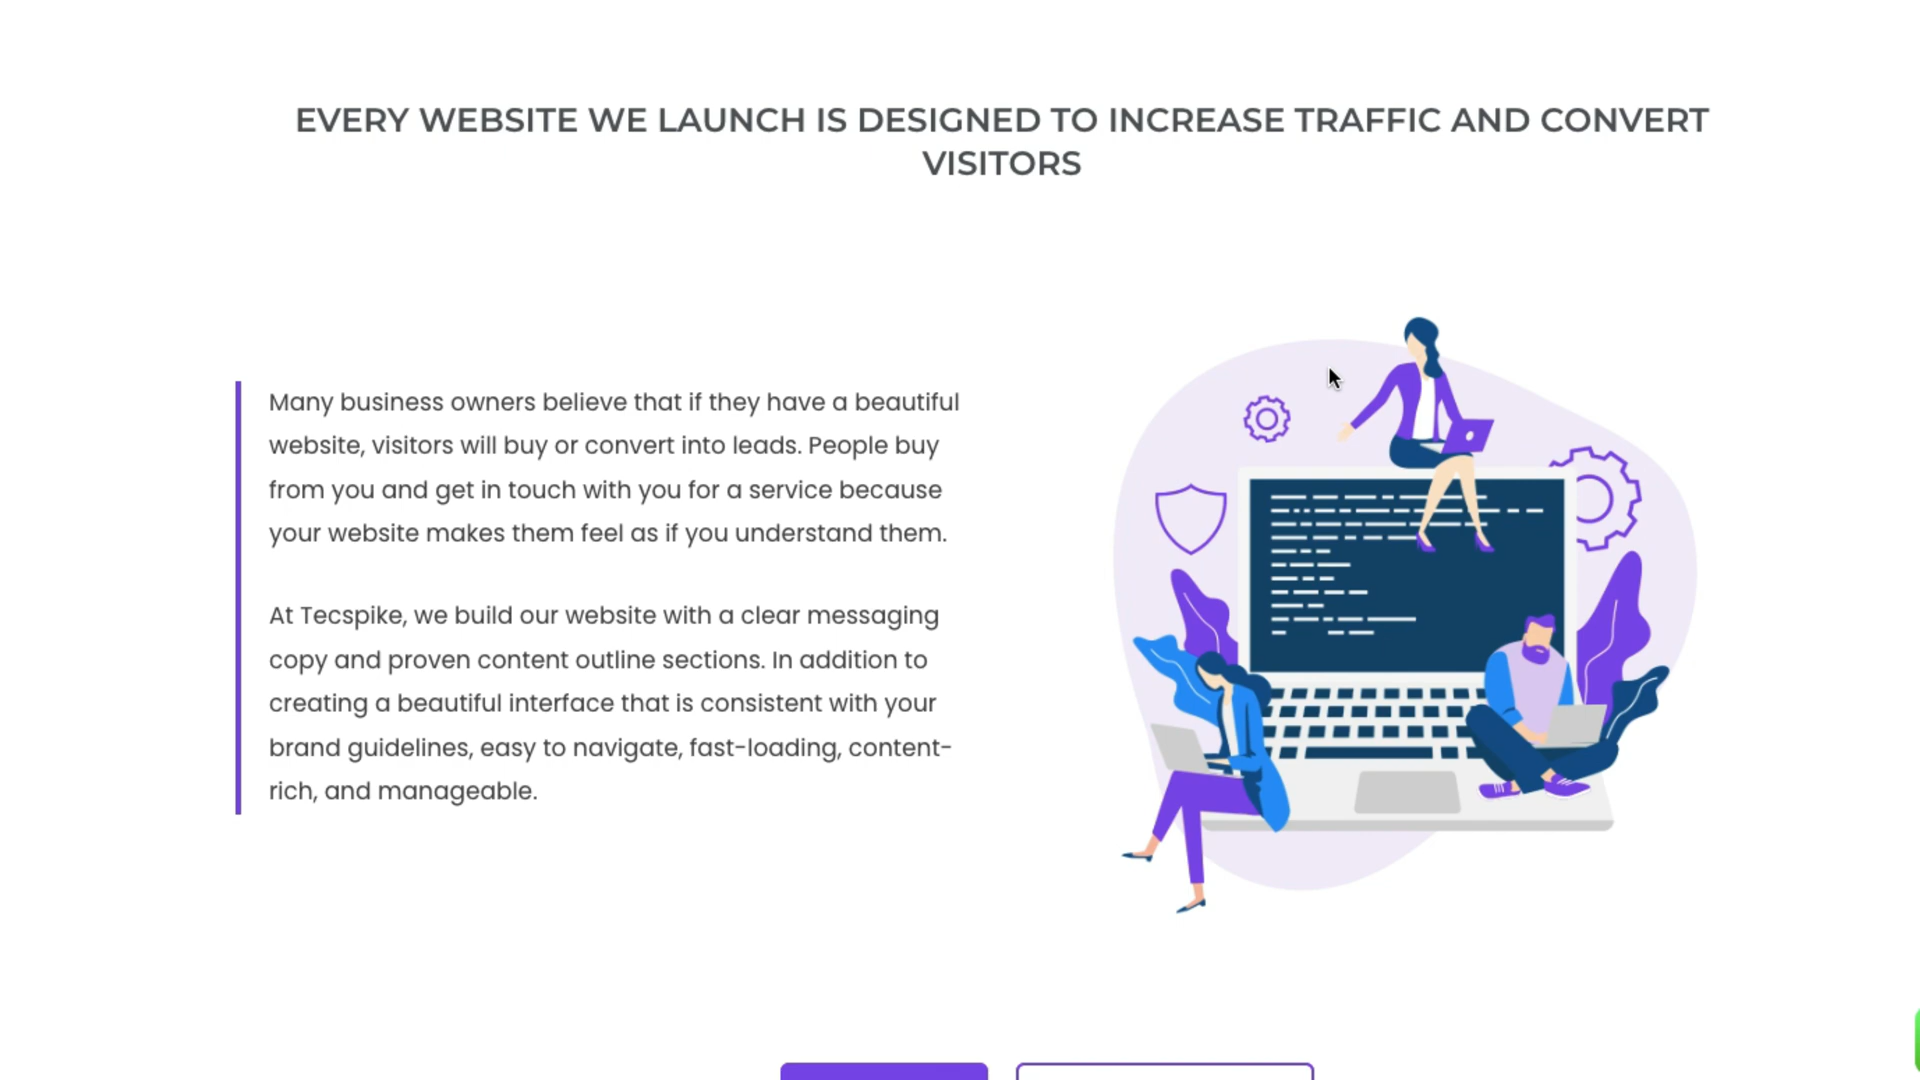 EVERY WEBSITE WE LAUNCH IS DESIGNED TO INCREASE TRAFFIC AND CONVERT
VISITORS
Many business owners believe that if they have a beautiful
website, visitors will buy or convert into leads. People buy
from you and get in touch with you for a service because
your website makes them feel as if you understand them.
At Tecspike, we build our website with a clear messaging
copy and proven content outline sections. In addition to
creating a beautiful interface that is consistent with your
brand guidelines, easy to navigate, fast-loading, content-
rich, and manageable.